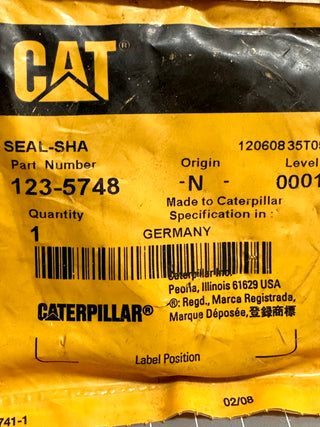 CAT®
SEAL-SHA 12060835T05
Part Number Origin Level
123-5748 -N - 0001
Quantity Made to Caterpillar
Specification in :
1 GERMANY
Caterpillar Inc.
Peoria, Illinois 61629 USA
®: Regd., Marca Registrada,
CATERPILLAR® Marque Déposée, 登録商標
Label Position
02/08
741-1